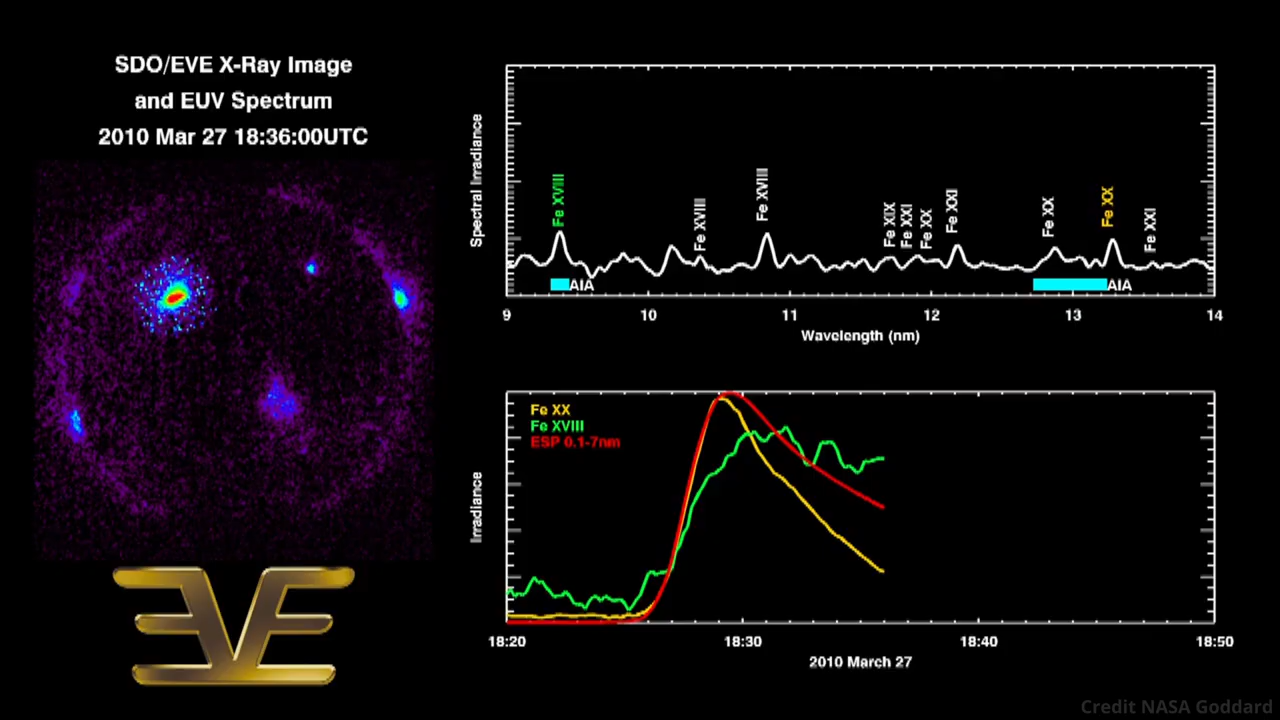 SDO/EVE X-Ray Image
and EUV Spectrum
2010 Mar 27 18:36:00UTC
EVE
Spectral Irradiance
Fe XVIII
Fe XVIII
Fe XVIII
Fe XIX
Fe XXI
Fe XX
Fe XXI
Fe XX
Fe XX
Fe XXI
AIA
AIA
9 10 11 12 13 14
Wavelength (nm)
Irradiance
Fe XX
Fe XVIII
ESP 0.1-7nm
18:20 18:30 18:40 18:50
2010 March 27
Credit NASA Goddard